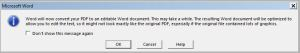 Microsoft Word
Word will now convert your PDF to an editable Word document. This may take a while. The resulting Word document will be optimized
to allow you to edit the text, so it might not look exactly like the original PDF, especially if the original file contained lots of graphics.
Don't show this message again
OK Cancel Help